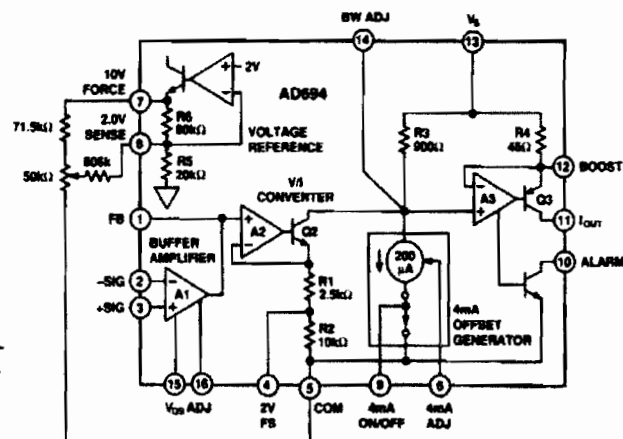 BW ADJ
Vs
14
13
10V
FORCE
7
2V
AD694
R6
80kΩ
2.0V
SENSE
VOLTAGE
REFERENCE
R3
900Ω
R4
45Ω
71.5kΩ
8
12
BOOST
50kΩ
806k
R5
20kΩ
V/I
CONVERTER
A3
Q3
FB
1
A2
Q2
11
IOUT
BUFFER
AMPLIFIER
200
μA
10
ALARM
-SIG
2
A1
R1
2.5kΩ
+SIG
3
4mA
OFFSET
GENERATOR
R2
10kΩ
15
16
4
5
9
6
VOS ADJ
2V
FS
COM
4mA
ON/OFF
4mA
ADJ